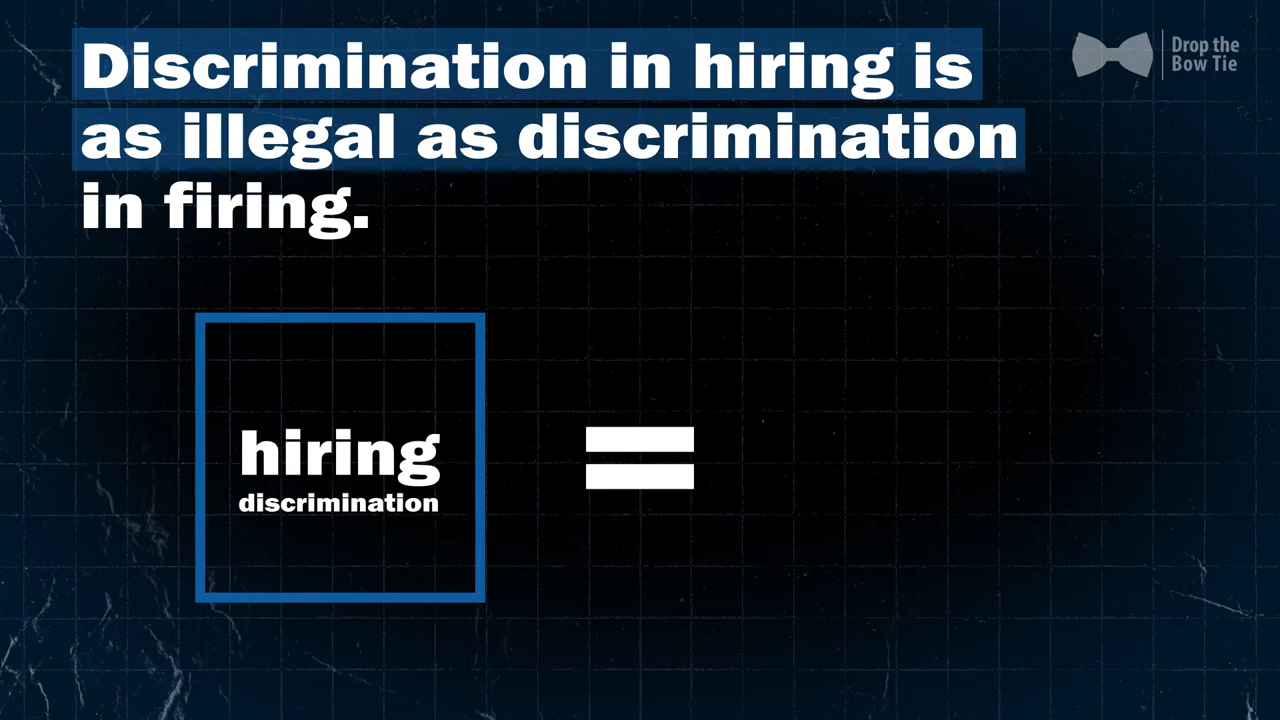 Discrimination in hiring is
as illegal as discrimination
in firing.
Drop the
Bow Tie
hiring
discrimination